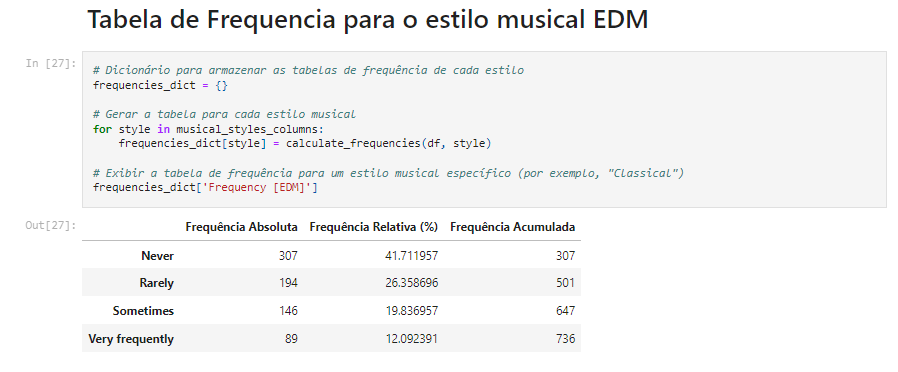 Tabela de Frequencia para o estilo musical EDM
In [27]:
# Dicionário para armazenar as tabelas de frequência de cada estilo
frequencies_dict = {}
# Gerar a tabela para cada estilo musical
for style in musical_styles_columns:
    frequencies_dict[style] = calculate_frequencies(df, style)
# Exibir a tabela de frequência para um estilo musical específico (por exemplo, "Classical")
frequencies_dict['Frequency [EDM]']
Out[27]:
Frequência Absoluta Frequência Relativa (%) Frequência Acumulada
Never 307 41.711957 307
Rarely 194 26.358696 501
Sometimes 146 19.836957 647
Very frequently 89 12.092391 736